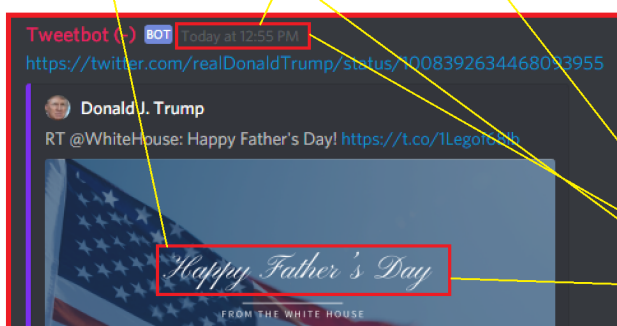 Tweetbot (-) BOT Today at 12:55 PM
https://twitter.com/realDonaldTrump/status/1008392634468093955
Donald J. Trump
RT @WhiteHouse: Happy Father's Day!
Happy Father's Day
FROM THE WHITE HOUSE